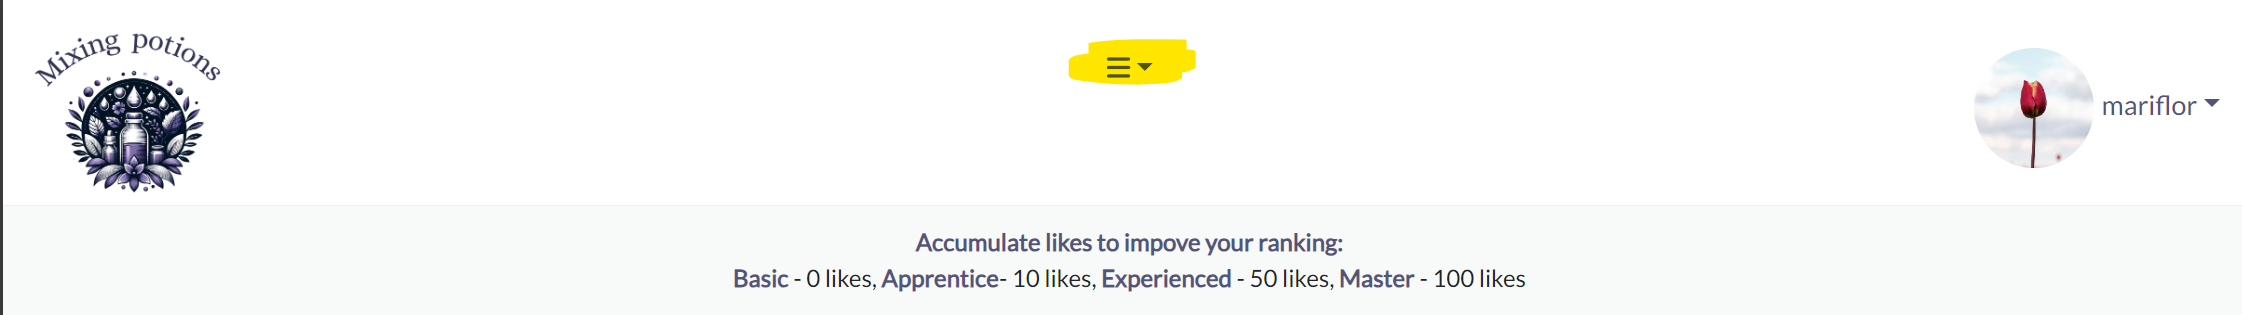 Mixing potions
mariflor
Accumulate likes to impove your ranking:
Basic - 0 likes, Apprentice- 10 likes, Experienced - 50 likes, Master - 100 likes